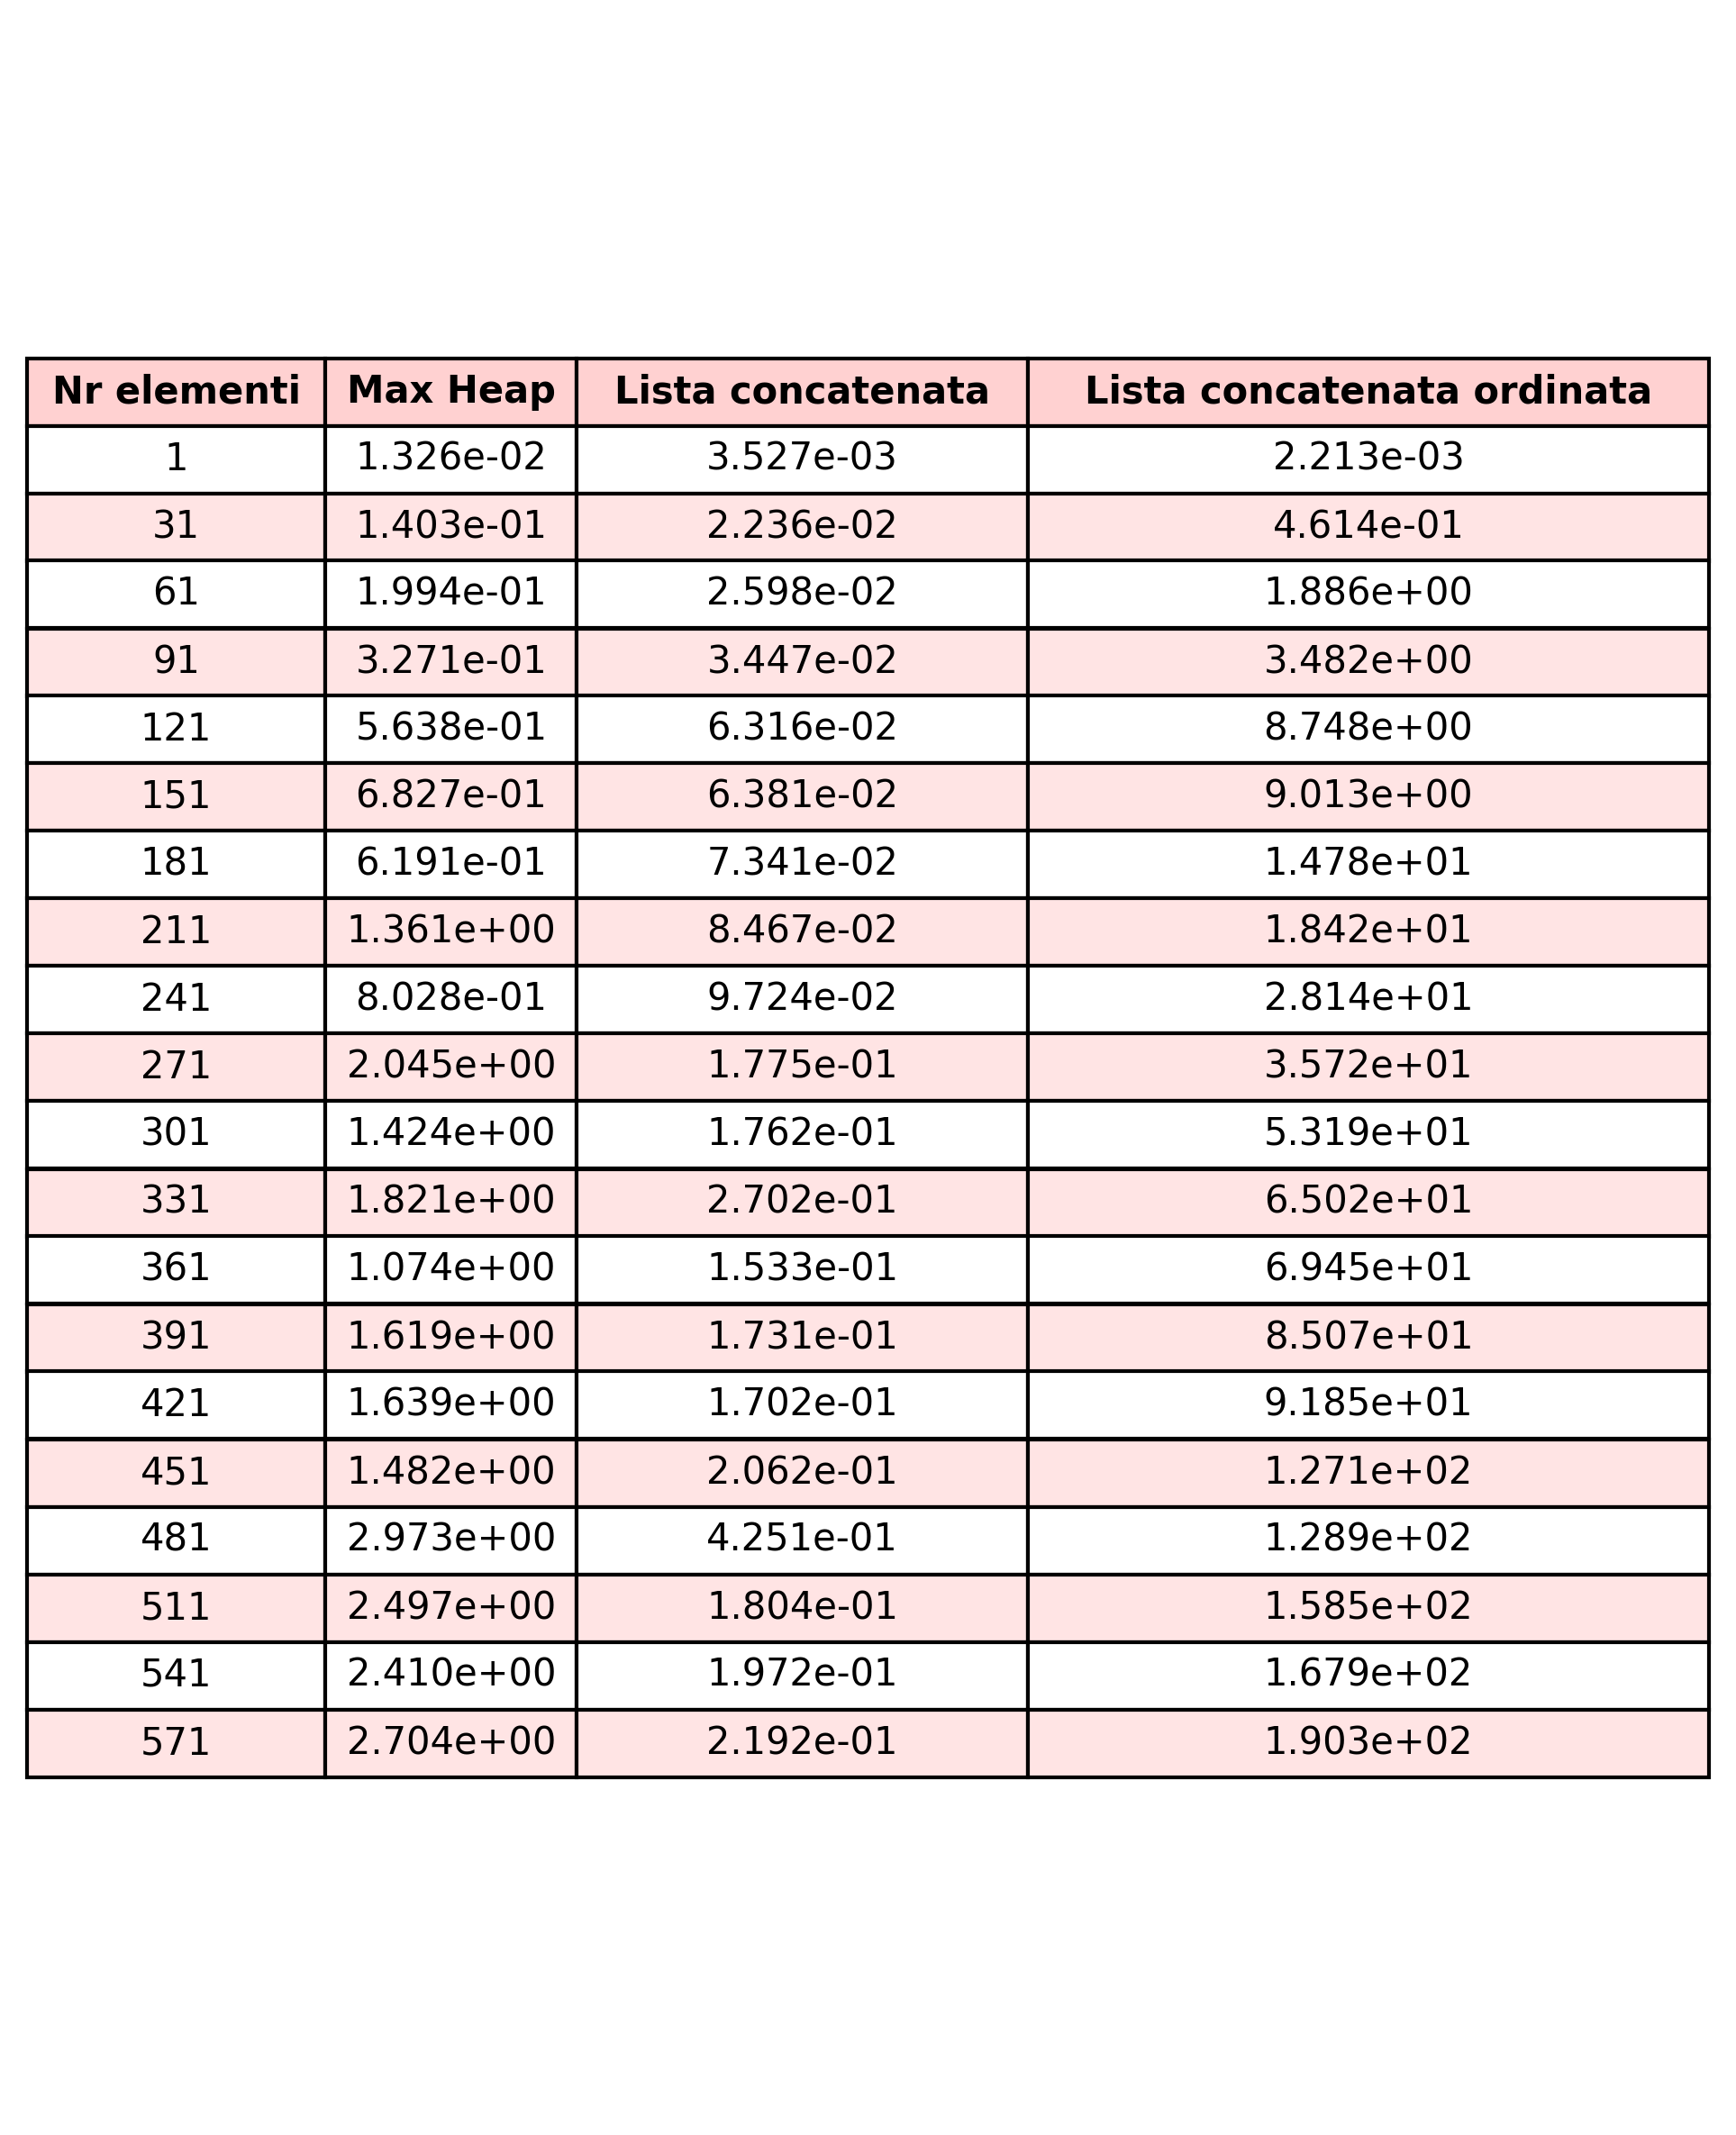 Nr elementi Max Heap Lista concatenata Lista concatenata ordinata
1 1.326e-02 3.527e-03 2.213e-03
31 1.403e-01 2.236e-02 4.614e-01
61 1.994e-01 2.598e-02 1.886e+00
91 3.271e-01 3.447e-02 3.482e+00
121 5.638e-01 6.316e-02 8.748e+00
151 6.827e-01 6.381e-02 9.013e+00
181 6.191e-01 7.341e-02 1.478e+01
211 1.361e+00 8.467e-02 1.842e+01
241 8.028e-01 9.724e-02 2.814e+01
271 2.045e+00 1.775e-01 3.572e+01
301 1.424e+00 1.762e-01 5.319e+01
331 1.821e+00 2.702e-01 6.502e+01
361 1.074e+00 1.533e-01 6.945e+01
391 1.619e+00 1.731e-01 8.507e+01
421 1.639e+00 1.702e-01 9.185e+01
451 1.482e+00 2.062e-01 1.271e+02
481 2.973e+00 4.251e-01 1.289e+02
511 2.497e+00 1.804e-01 1.585e+02
541 2.410e+00 1.972e-01 1.679e+02
571 2.704e+00 2.192e-01 1.903e+02